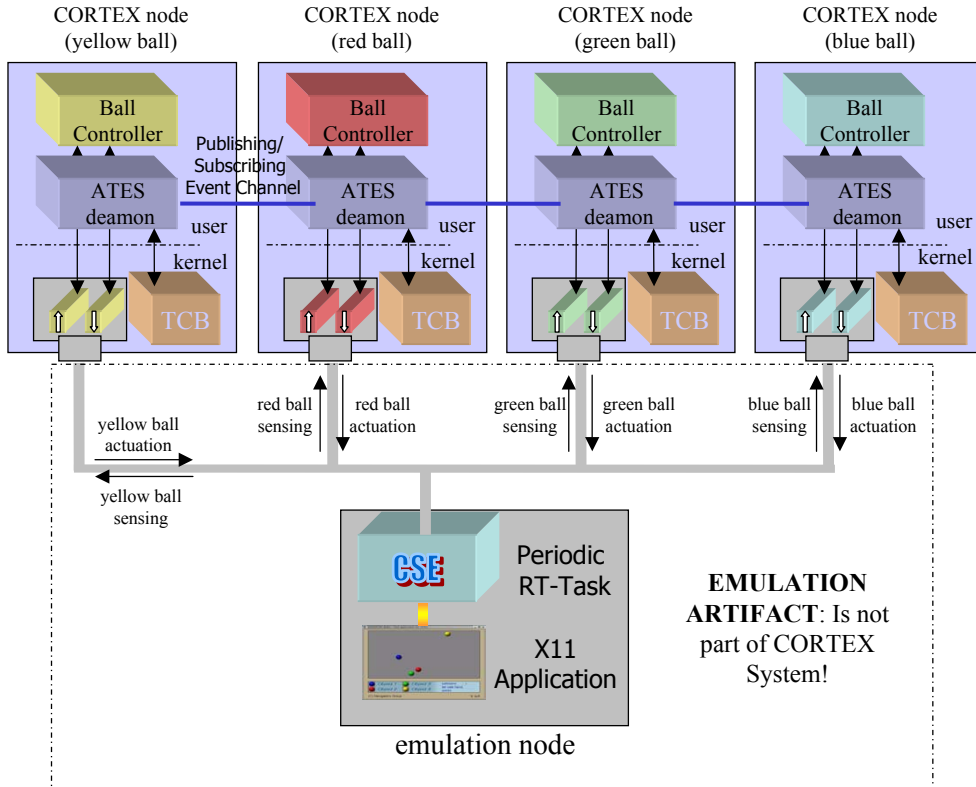 CORTEX node
(yellow ball)
CORTEX node
(red ball)
CORTEX node
(green ball)
CORTEX node
(blue ball)
Ball
Controller
Ball
Controller
Ball
Controller
Ball
Controller
Publishing/
Subscribing
Event Channel
ATES
deamon
ATES
deamon
ATES
deamon
ATES
deamon
user
user
user
user
kernel
kernel
kernel
kernel
TCB
TCB
TCB
TCB
red ball
sensing
red ball
actuation
green ball
sensing
green ball
actuation
blue ball
sensing
blue ball
actuation
yellow ball
actuation
yellow ball
sensing
CSE
Periodic
RT-Task
X11
Application
emulation node
EMULATION
ARTIFACT: Is not
part of CORTEX
System!